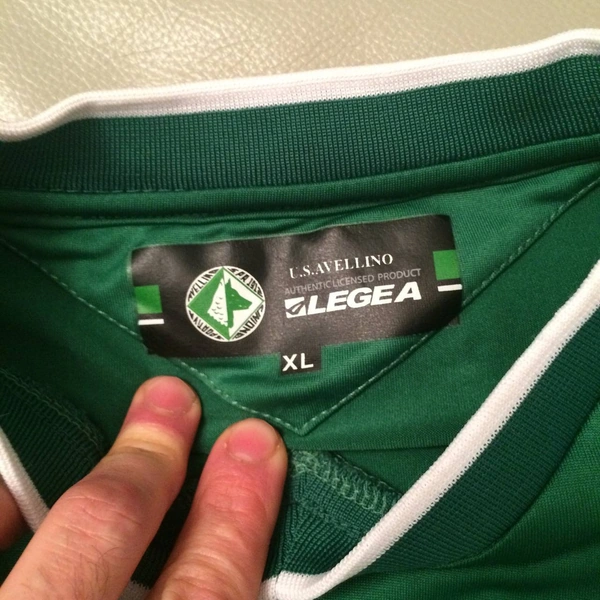 U.S.AVELLINO
AUTHENTIC LICENSED PRODUCT
LEGEA
XL